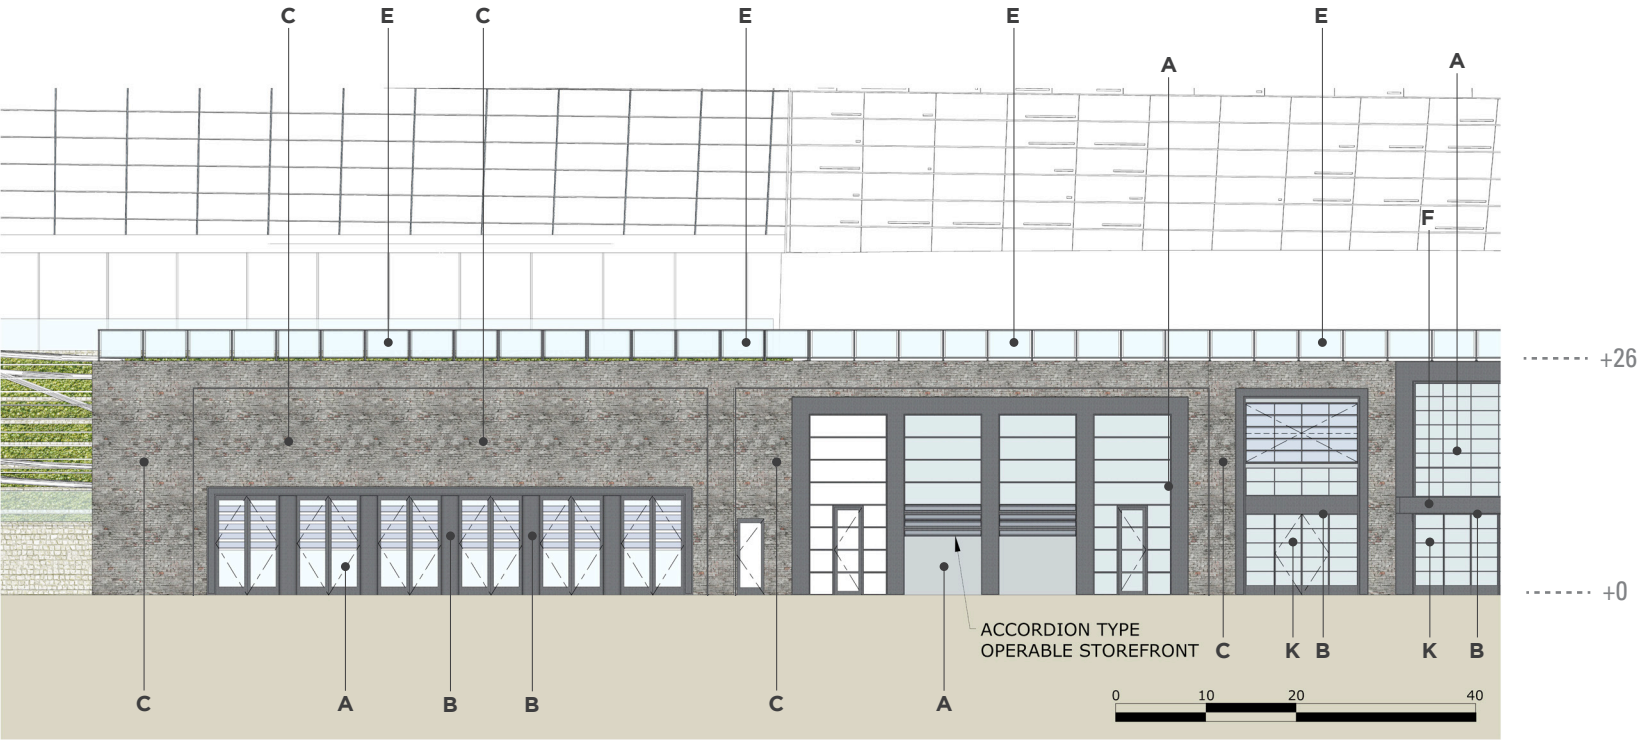 C E C E E E
A A
F
+26
+0
ACCORDION TYPE
OPERABLE STOREFRONT C K B K B
C A B B C A
0 10 20 40